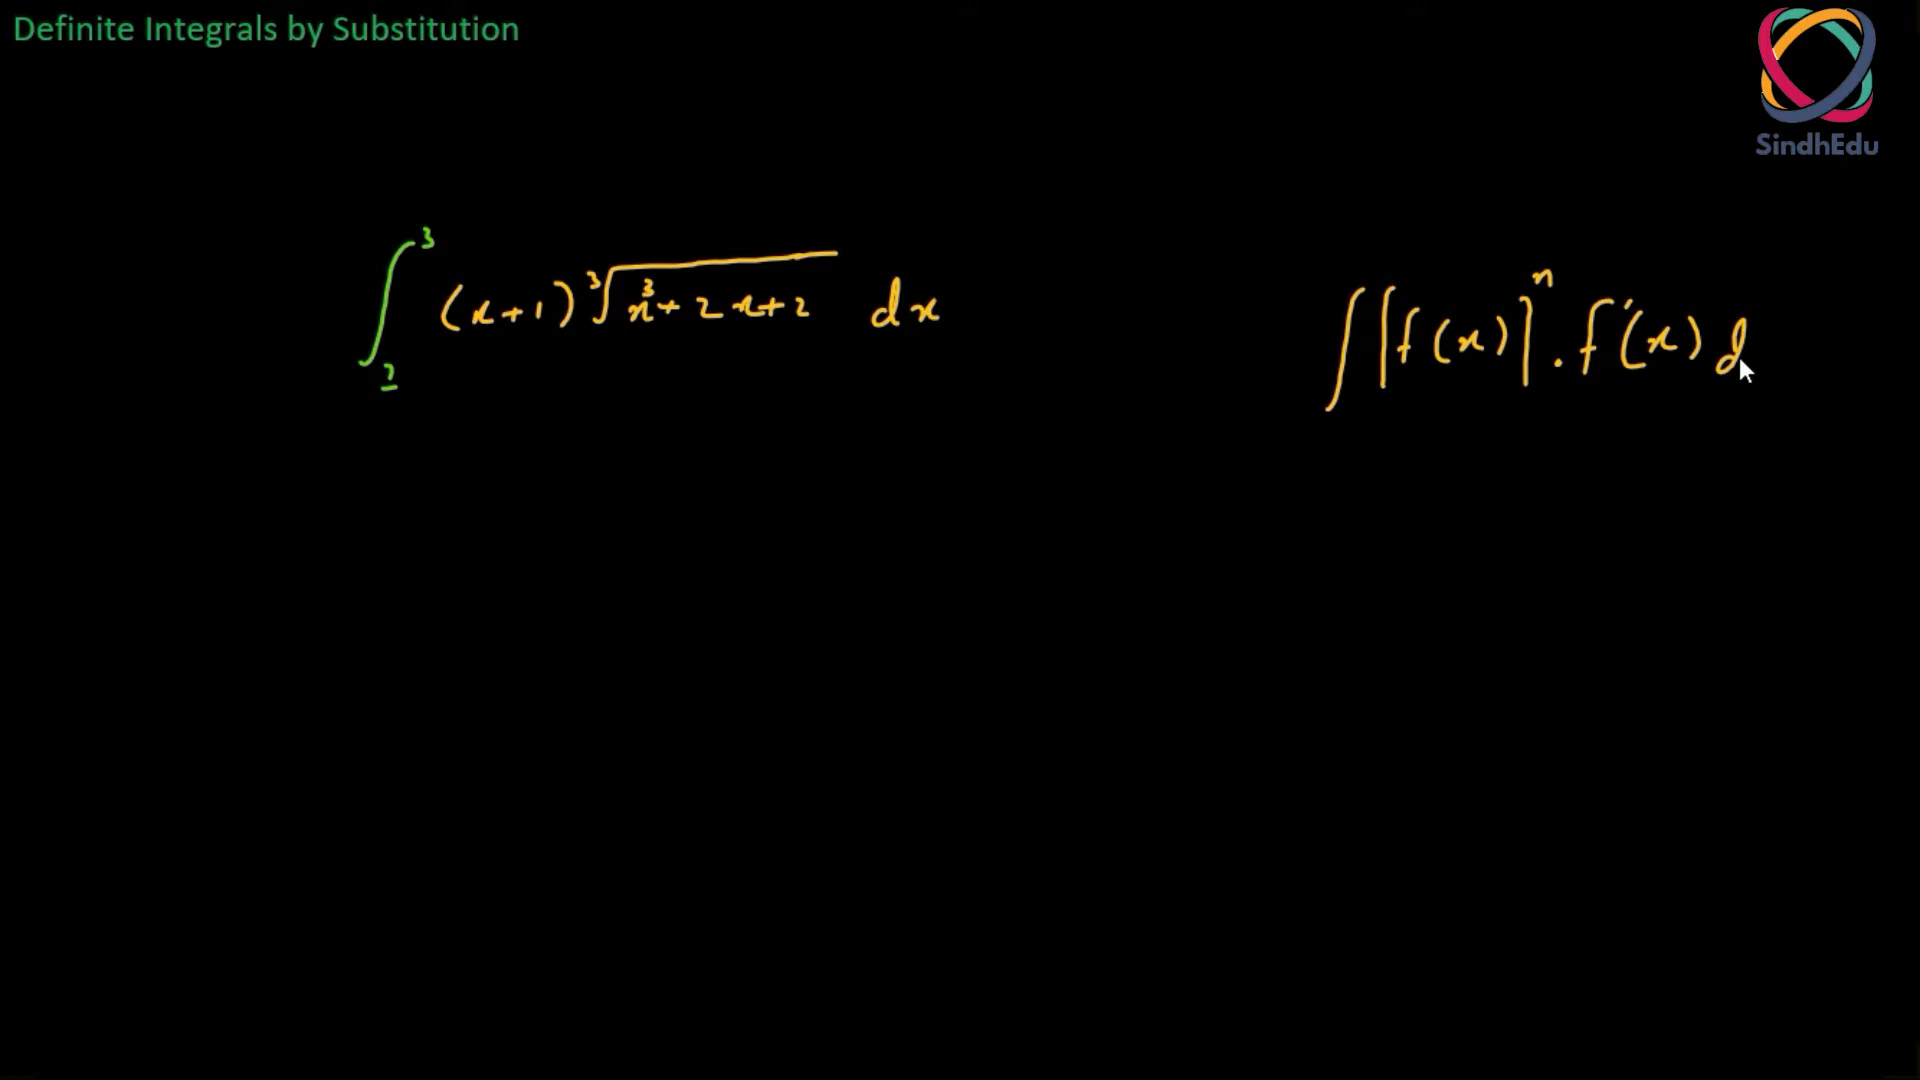 Definite Integrals by Substitution
SindhEdu
∫₂³ (x+1) ∛(x³+2x+2) dx
∫[f(x)]ⁿ . f'(x) d